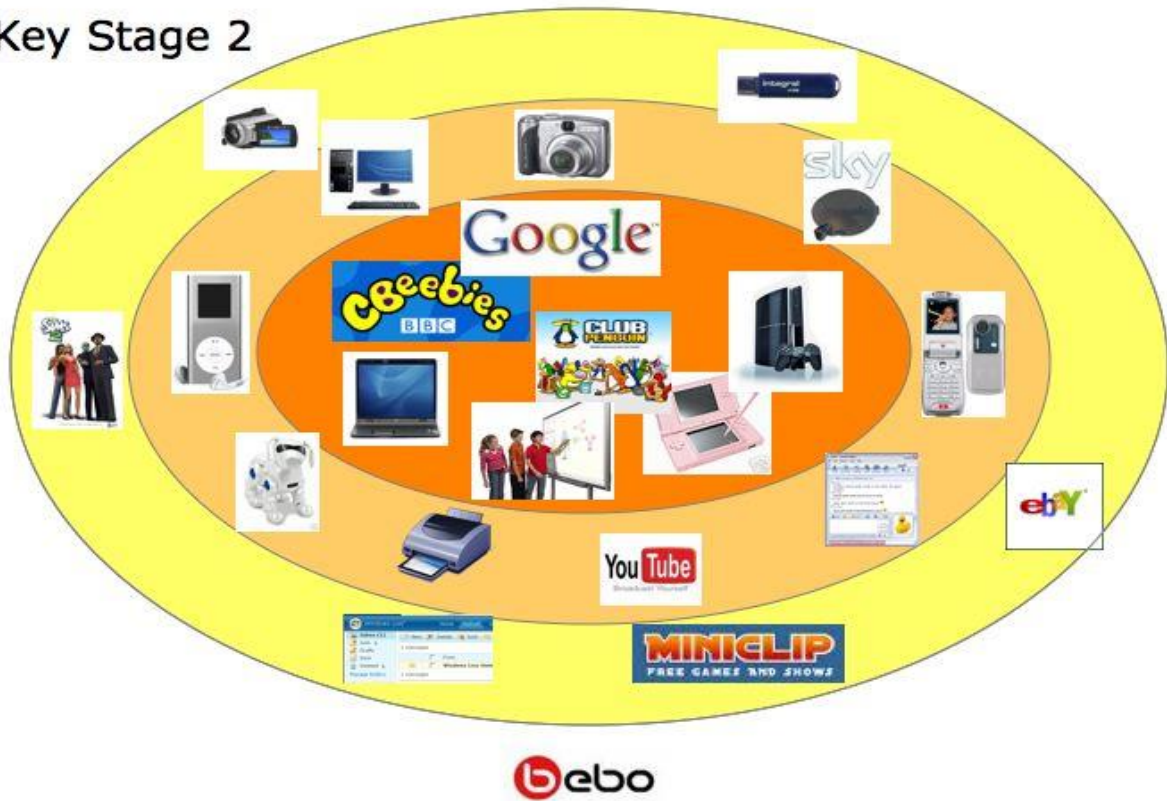 Key Stage 2
integral
sky
Google
CBeebies
BBC
CLUB
PENGUIN
ebay
You Tube
Broadcast Yourself
MINICLIP
FREE GAMES AND SHOWS
bebo